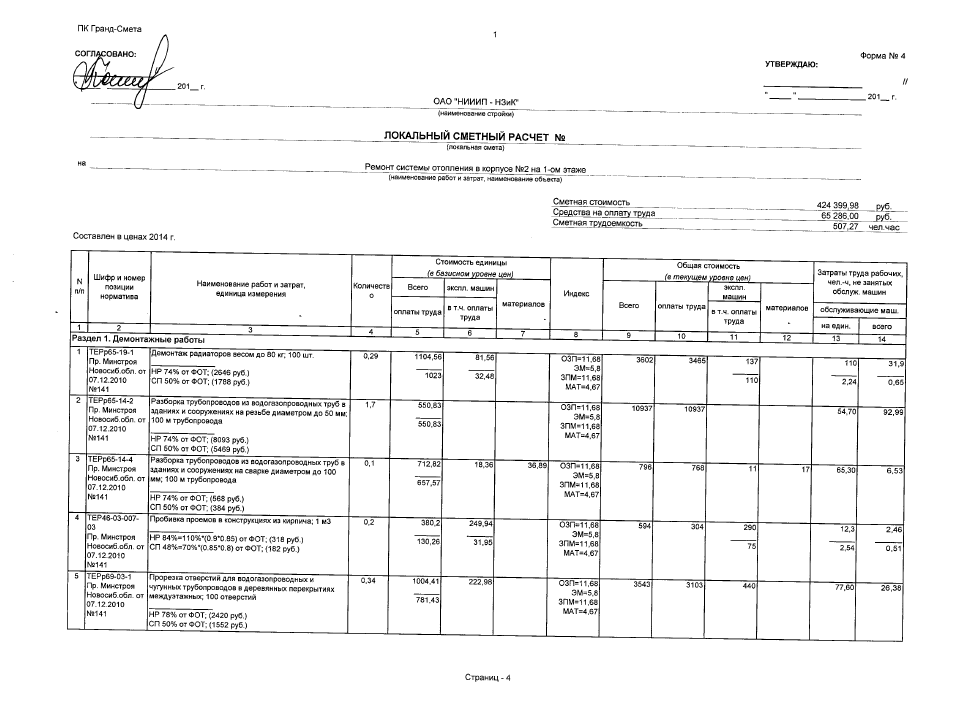 ПК Гранд-Смета
1
СОГЛАСОВАНО:
Форма № 4
УТВЕРЖДАЮ:
//
201__ г.
"____" ______________ 201__ г.
ОАО "НИИИП - НЗиК"
(наименование стройки)
ЛОКАЛЬНЫЙ СМЕТНЫЙ РАСЧЕТ №
(локальная смета)
на Ремонт системы отопления в корпусе №2 на 1-ом этаже
(наименование работ и затрат, наименование объекта)
Сметная стоимость 424 399,98 руб.
Средства на оплату труда 65 286,00 руб.
Сметная трудоемкость 507,27 чел.час
Составлен в ценах 2014 г.
N п/п
Шифр и номер позиции норматива
Наименование работ и затрат, единица измерения
Количество
Стоимость единицы (в базисном уровне цен)
Всего
оплаты труда
экспл. машин
в т.ч. оплаты труда
материалов
Индекс
Общая стоимость (в текущем уровне цен)
Всего
оплаты труда
экспл. машин
в т.ч. оплаты труда
материалов
Затраты труда рабочих, чел.-ч, не занятых обслуж. машин
обслуживающие маш.
на един.
всего
1 2 3 4 5 6 7 8 9 10 11 12 13 14
Раздел 1. Демонтажные работы
1 ТЕРр65-19-1 Демонтаж радиаторов весом до 80 кг; 100 шт. 0,29 1104,56 81,56 ОЗП=11,68 3602 3465 137 110 31,9
Пр. Минстроя ЭМ=5,8
Новосиб.обл. от НР 74% от ФОТ; (2646 руб.) 1023 32,48 ЗПМ=11,68 110 2,24 0,65
07.12.2010 СП 50% от ФОТ; (1788 руб.) МАТ=4,67
№141
2 ТЕРр65-14-2 Разборка трубопроводов из водогазопроводных труб в 1,7 550,83 ОЗП=11,68 10937 10937 54,70 92,99
Пр. Минстроя зданиях и сооружениях на резьбе диаметром до 50 мм; ЭМ=5,8
Новосиб.обл. от 100 м трубопровода 550,83 ЗПМ=11,68
07.12.2010 МАТ=4,67
№141 НР 74% от ФОТ; (8093 руб.)
СП 50% от ФОТ; (5469 руб.)
3 ТЕРр65-14-4 Разборка трубопроводов из водогазопроводных труб в 0,1 712,82 18,36 36,89 ОЗП=11,68 796 768 11 17 65,30 6,53
Пр. Минстроя зданиях и сооружениях на сварке диаметром до 100 ЭМ=5,8
Новосиб.обл. от мм; 100 м трубопровода 657,57 ЗПМ=11,68
07.12.2010 МАТ=4,67
№141 НР 74% от ФОТ; (568 руб.)
СП 50% от ФОТ; (384 руб.)
4 ТЕР46-03-007- Пробивка проемов в конструкциях из кирпича; 1 м3 0,2 380,2 249,94 ОЗП=11,68 594 304 290 12,3 2,46
03 ЭМ=5,8
Пр. Минстроя НР 84%=110%*(0.9*0.85) от ФОТ; (318 руб.) 130,26 31,95 ЗПМ=11,68 75 2,54 0,51
Новосиб.обл. от СП 48%=70%*(0.85*0.8) от ФОТ; (182 руб.) МАТ=4,67
07.12.2010
№141
5 ТЕРр69-03-1 Прорезка отверстий для водогазопроводных и 0,34 1004,41 222,98 ОЗП=11,68 3543 3103 440 77,60 26,38
Пр. Минстроя чугунных трубопроводов в деревянных перекрытиях ЭМ=5,8
Новосиб.обл. от междуэтажных; 100 отверстий 781,43 ЗПМ=11,68
07.12.2010 МАТ=4,67
№141 НР 78% от ФОТ; (2420 руб.)
СП 50% от ФОТ; (1552 руб.)
Страниц - 4